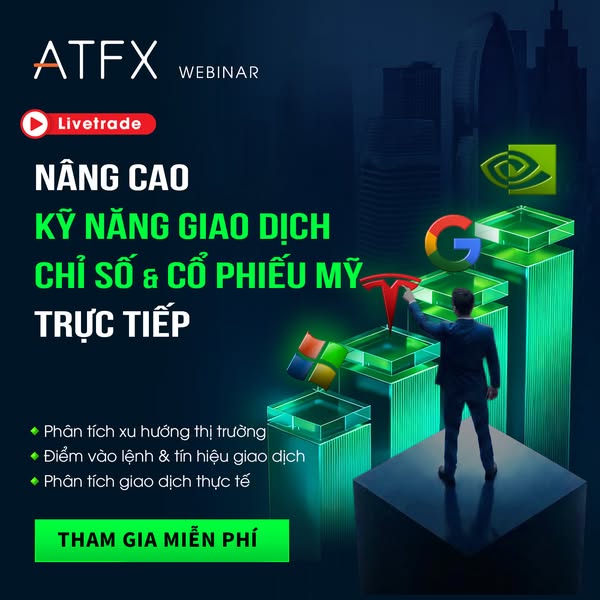 ATFX WEBINAR
Livetrade
NÂNG CAO
KỸ NĂNG GIAO DỊCH
CHỈ SỐ & CỔ PHIẾU MỸ
TRỰC TIẾP
Phân tích xu hướng thị trường
Điểm vào lệnh & tín hiệu giao dịch
Phân tích giao dịch thực tế
THAM GIA MIỄN PHÍ